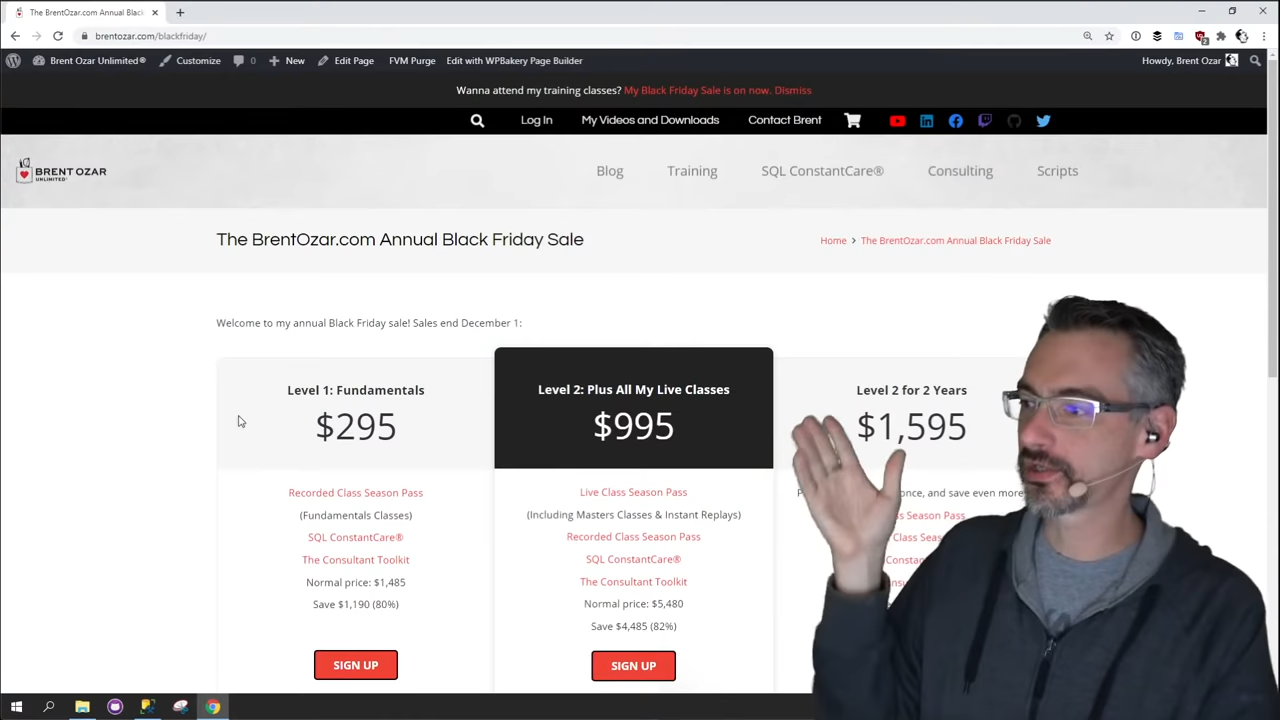 The BrentOzar.com Annual Black
brentozar.com/blackfriday/
2
Brent Ozar Unlimited®
Customize
0
New
Edit Page
FVM Purge
Edit with WPBakery Page Builder
Howdy, Brent Ozar
Wanna attend my training classes? My Black Friday Sale is on now. Dismiss
Log In
My Videos and Downloads
Contact Brent
BRENT OZAR
UNLIMITED®
Blog
Training
SQL ConstantCare®
Consulting
Scripts
The BrentOzar.com Annual Black Friday Sale
Home > The BrentOzar.com Annual Black Friday Sale
Welcome to my annual Black Friday sale! Sales end December 1:
Level 1: Fundamentals
$295
Recorded Class Season Pass
(Fundamentals Classes)
SQL ConstantCare®
The Consultant Toolkit
Normal price: $1,485
Save $1,190 (80%)
SIGN UP
Level 2: Plus All My Live Classes
$995
Live Class Season Pass
(Including Masters Classes & Instant Replays)
Recorded Class Season Pass
SQL ConstantCare®
The Consultant Toolkit
Normal price: $5,480
Save $4,485 (82%)
SIGN UP
Level 2 for 2 Years
$1,595
once, and save even more
Season Pass